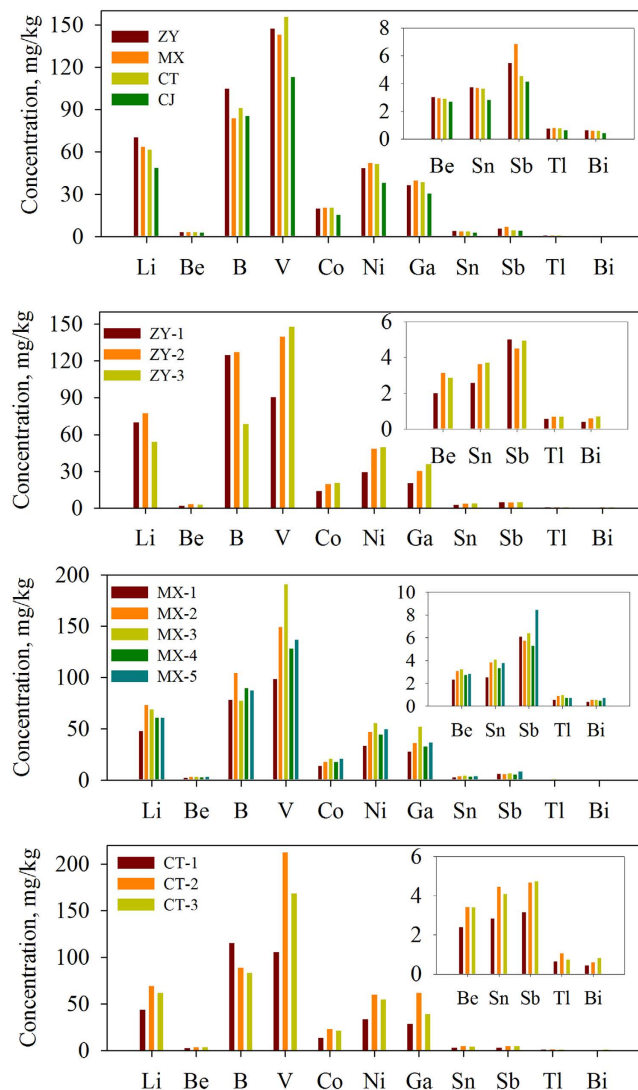 Concentration, mg/kg
150
120
90
60
30
0
ZY
MX
CT
CJ
8
6
4
2
0
Be Sn Sb Tl Bi
Li Be B V Co Ni Ga Sn Sb Tl Bi
Concentration, mg/kg
150
120
90
60
30
0
ZY-1
ZY-2
ZY-3
6
4
2
0
Be Sn Sb Tl Bi
Li Be B V Co Ni Ga Sn Sb Tl Bi
Concentration, mg/kg
200
150
100
50
0
MX-1
MX-2
MX-3
MX-4
MX-5
10
8
6
4
2
0
Be Sn Sb Tl Bi
Li Be B V Co Ni Ga Sn Sb Tl Bi
Concentration, mg/kg
200
150
100
50
0
CT-1
CT-2
CT-3
6
4
2
0
Be Sn Sb Tl Bi
Li Be B V Co Ni Ga Sn Sb Tl Bi